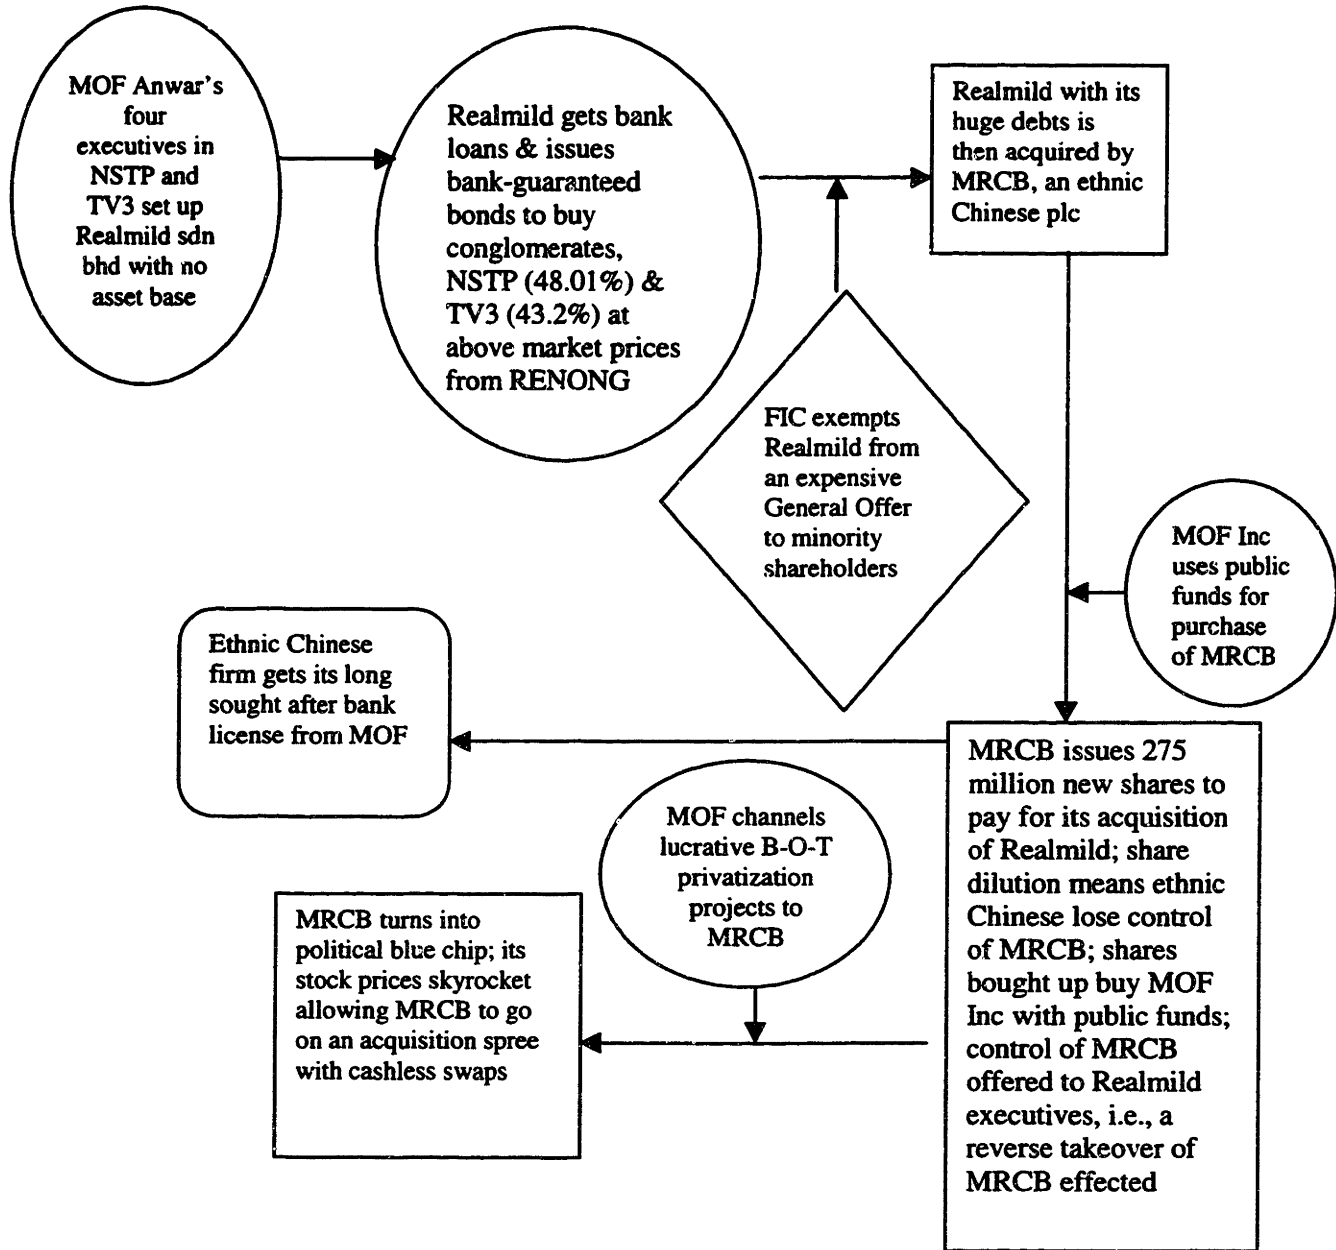 MOF Anwar's
four
executives in
NSTP and
TV3 set up
Realmild sdn
bhd with no
asset base
Realmild gets bank
loans & issues
bank-guaranteed
bonds to buy
conglomerates,
NSTP (48.01%) &
TV3 (43.2%) at
above market prices
from RENONG
Realmild with its
huge debts is
then acquired by
MRCB, an ethnic
Chinese plc
FIC exempts
Realmild from
an expensive
General Offer
to minority
shareholders
MOF Inc
uses public
funds for
purchase
of MRCB
Ethnic Chinese
firm gets its long
sought after bank
license from MOF
MRCB issues 275
million new shares to
pay for its acquisition
of Realmild; share
dilution means ethnic
Chinese lose control
of MRCB; shares
bought up buy MOF
Inc with public funds;
control of MRCB
offered to Realmild
executives, i.e., a
reverse takeover of
MRCB effected
MOF channels
lucrative B-O-T
privatization
projects to
MRCB
MRCB turns into
political blue chip; its
stock prices skyrocket
allowing MRCB to go
on an acquisition spree
with cashless swaps